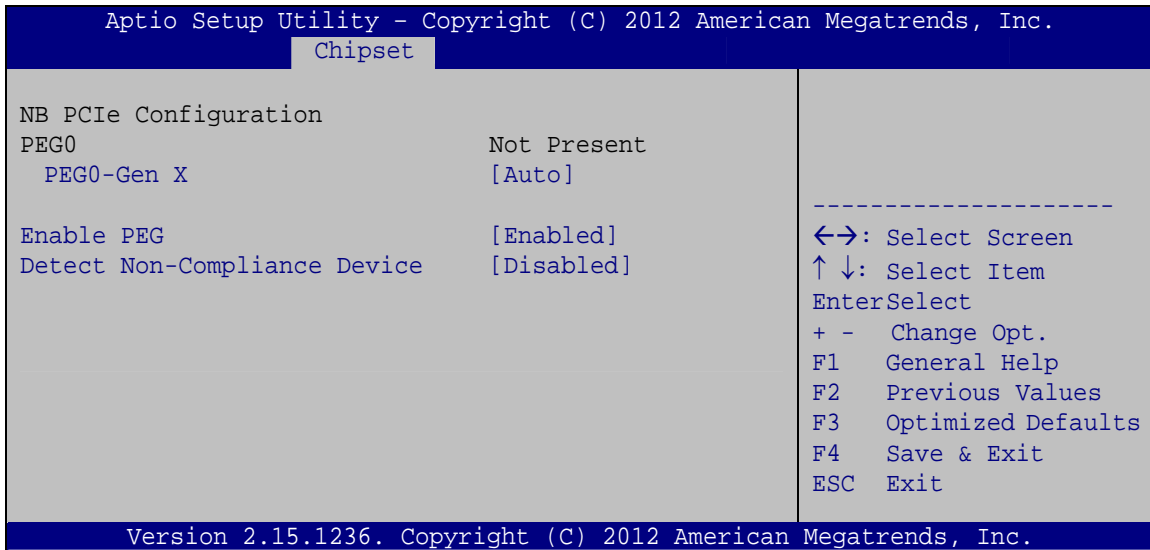 Aptio Setup Utility – Copyright (C) 2012 American Megatrends, Inc.
Chipset
NB PCIe Configuration
PEG0 Not Present
PEG0-Gen X [Auto]
Enable PEG [Enabled]
Detect Non-Compliance Device [Disabled]
---------------------
←→: Select Screen
↑ ↓: Select Item
EnterSelect
+ - Change Opt.
F1 General Help
F2 Previous Values
F3 Optimized Defaults
F4 Save & Exit
ESC Exit
Version 2.15.1236. Copyright (C) 2012 American Megatrends, Inc.